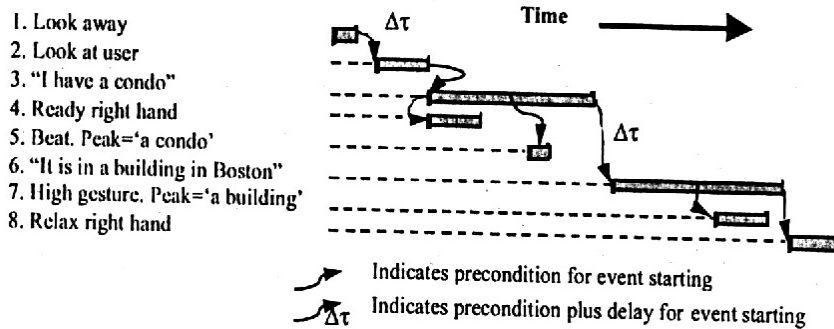 Time
Δτ
1. Look away
2. Look at user
3. "I have a condo"
4. Ready right hand
5. Beat. Peak='a condo'
Δτ
6. "It is in a building in Boston"
7. High gesture. Peak='a building'
8. Relax right hand
Indicates precondition for event starting
Δτ Indicates precondition plus delay for event starting